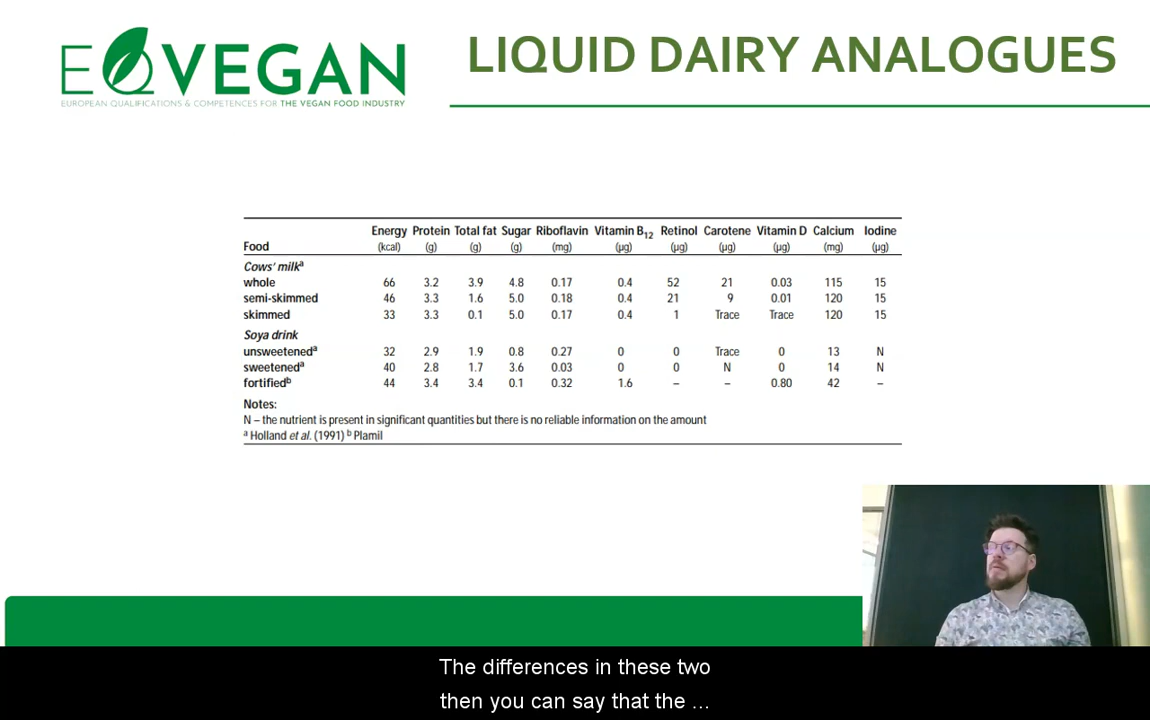 EQVEGAN
EUROPEAN QUALIFICATIONS & COMPETENCES FOR THE VEGAN FOOD INDUSTRY
LIQUID DAIRY ANALOGUES
Food Energy (kcal) Protein (g) Total fat (g) Sugar (g) Riboflavin (mg) Vitamin B12 (µg) Retinol (µg) Carotene (µg) Vitamin D (µg) Calcium (mg) Iodine (µg)
Cows' milkᵃ
whole 66 3.2 3.9 4.8 0.17 0.4 52 21 0.03 115 15
semi-skimmed 46 3.3 1.6 5.0 0.18 0.4 21 9 0.01 120 15
skimmed 33 3.3 0.1 5.0 0.17 0.4 1 Trace Trace 120 15
Soya drink
unsweetenedᵃ 32 2.9 1.9 0.8 0.27 0 0 Trace 0 13 N
sweetenedᵃ 40 2.8 1.7 3.6 0.03 0 0 N 0 14 N
fortifiedᵇ 44 3.4 3.4 0.1 0.32 1.6 – – 0.80 42 –
Notes:
N – the nutrient is present in significant quantities but there is no reliable information on the amount
ᵃ Holland et al. (1991) ᵇ Plamil
The differences in these two
then you can say that the ...